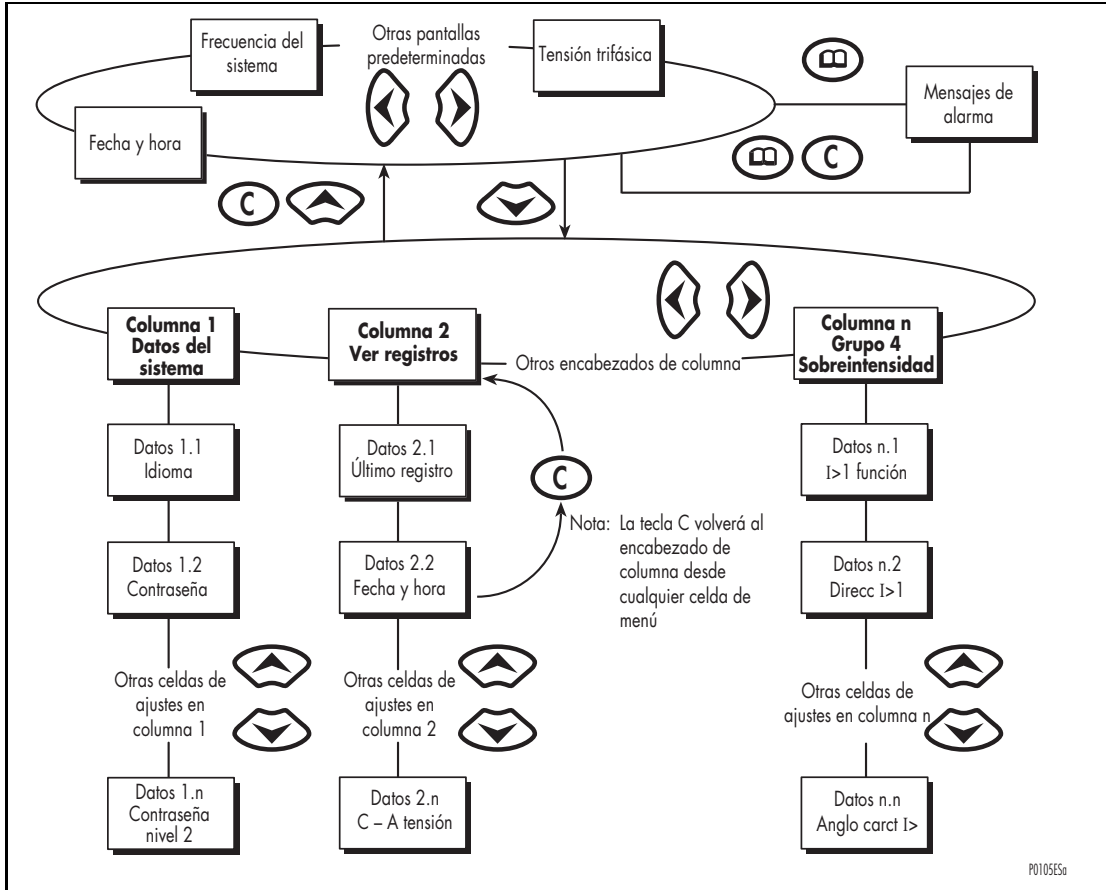 Frecuencia del
sistema
Otras pantallas
predeterminadas
Tensión trifásica
Mensajes de
alarma
Fecha y hora
C
C
Columna 1
Datos del
sistema
Columna 2
Ver registros
Otros encabezados de columna
Columna n
Grupo 4
Sobreintensidad
Datos 1.1
Idioma
Datos 2.1
Último registro
C
Datos n.1
I>1 función
Nota: La tecla C volverá al
encabezado de
columna desde
cualquier celda de
menú
Datos 1.2
Contraseña
Datos 2.2
Fecha y hora
Datos n.2
Direcc I>1
Otras celdas de
ajustes en
columna 1
Otras celdas de
ajustes en
columna 2
Otras celdas de
ajustes en columna n
Datos 1.n
Contraseña
nivel 2
Datos 2.n
C – A tensión
Datos n.n
Anglo carct I>
P0105ESa